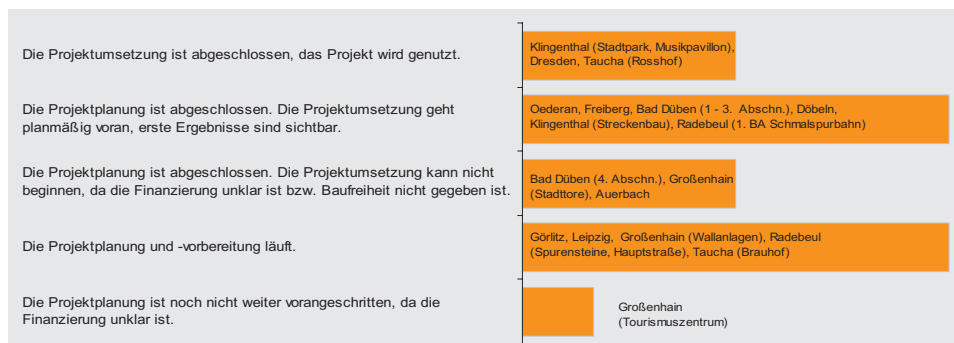 Die Projektumsetzung ist abgeschlossen, das Projekt wird genutzt.
Klingenthal (Stadtpark, Musikpavillon),
Dresden, Taucha (Rosshof)
Die Projektplanung ist abgeschlossen. Die Projektumsetzung geht
planmäßig voran, erste Ergebnisse sind sichtbar.
Oederan, Freiberg, Bad Düben (1 - 3. Abschn.), Döbeln,
Klingenthal (Streckenbau), Radebeul (1. BA Schmalspurbahn)
Die Projektplanung ist abgeschlossen. Die Projektumsetzung kann nicht
beginnen, da die Finanzierung unklar ist bzw. Baufreiheit nicht gegeben ist.
Bad Düben (4. Abschn.), Großenhain
(Stadttore), Auerbach
Die Projektplanung und -vorbereitung läuft.
Görlitz, Leipzig, Großenhain (Wallanlagen), Radebeul
(Spurensteine, Hauptstraße), Taucha (Brauhof)
Die Projektplanung ist noch nicht weiter vorangeschritten, da die
Finanzierung unklar ist.
Großenhain
(Tourismuszentrum)